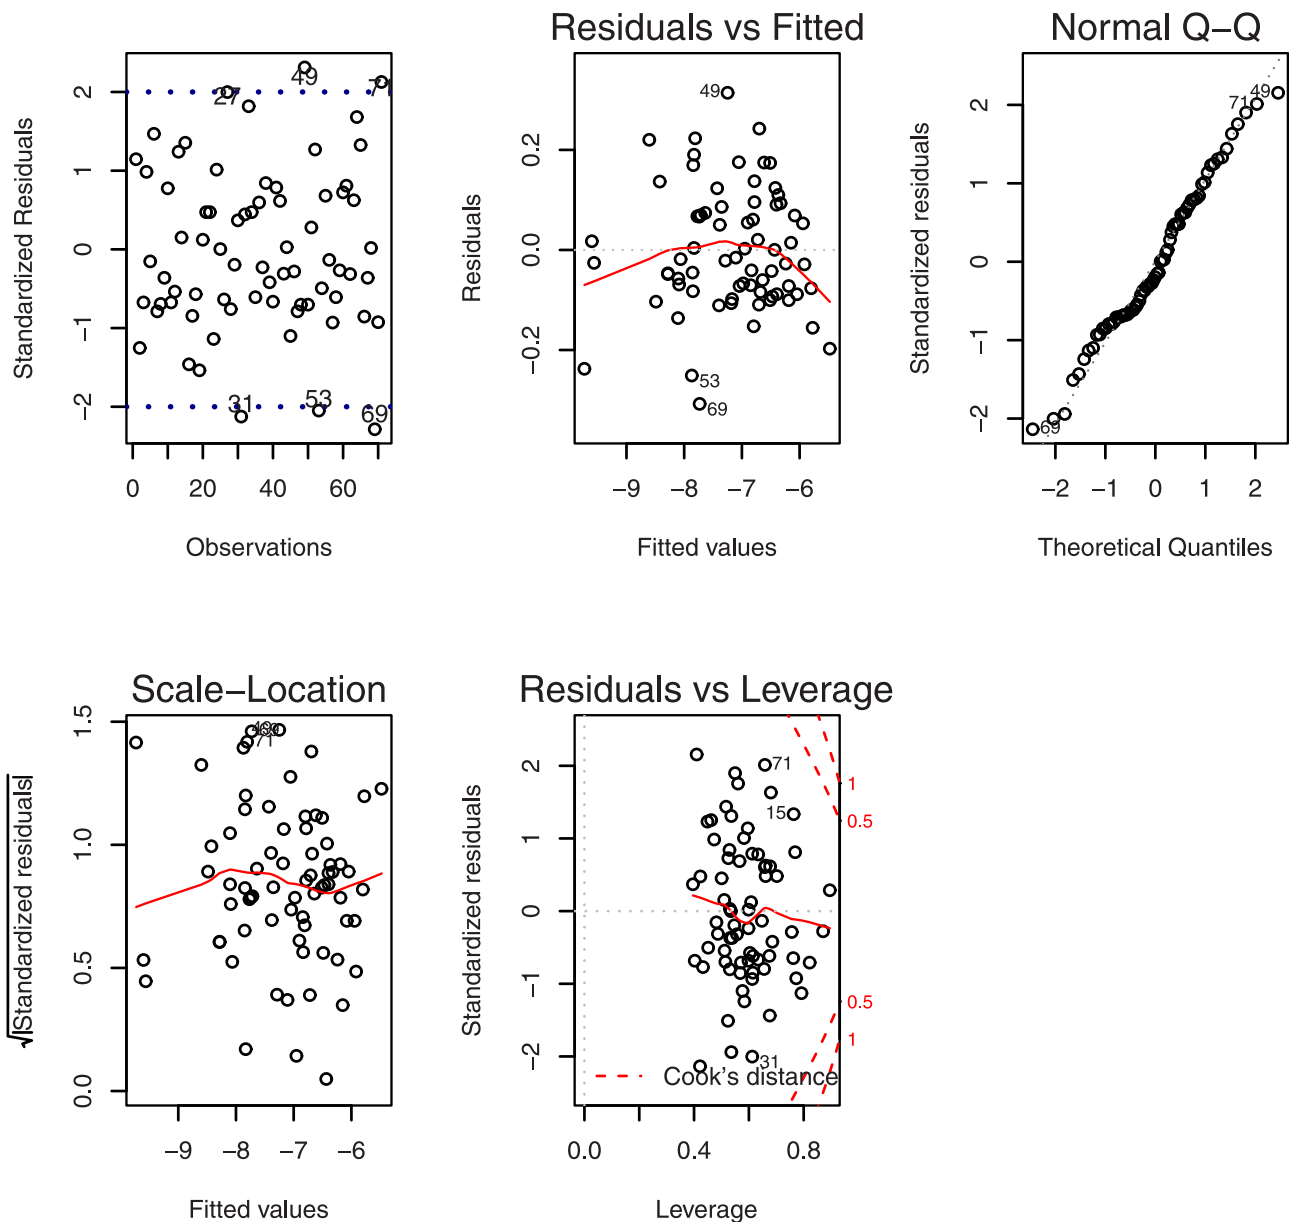 Residuals vs Fitted
Normal Q−Q
Standardized Residuals
2
1
0
−1
−2
49
27
71
31
53
69
0 20 40 60
Observations
Residuals
0.2
0.0
−0.2
49
53
69
−9 −8 −7 −6
Fitted values
Standardized residuals
2
1
0
−1
−2
71
49
69
−2 −1 0 1 2
Theoretical Quantiles
Scale−Location
Residuals vs Leverage
√|Standardized residuals|
1.5
1.0
0.5
0.0
71
−9 −8 −7 −6
Fitted values
Standardized residuals
2
1
0
−1
−2
71
15
31
1
0.5
0.5
1
Cook's distance
0.0 0.4 0.8
Leverage